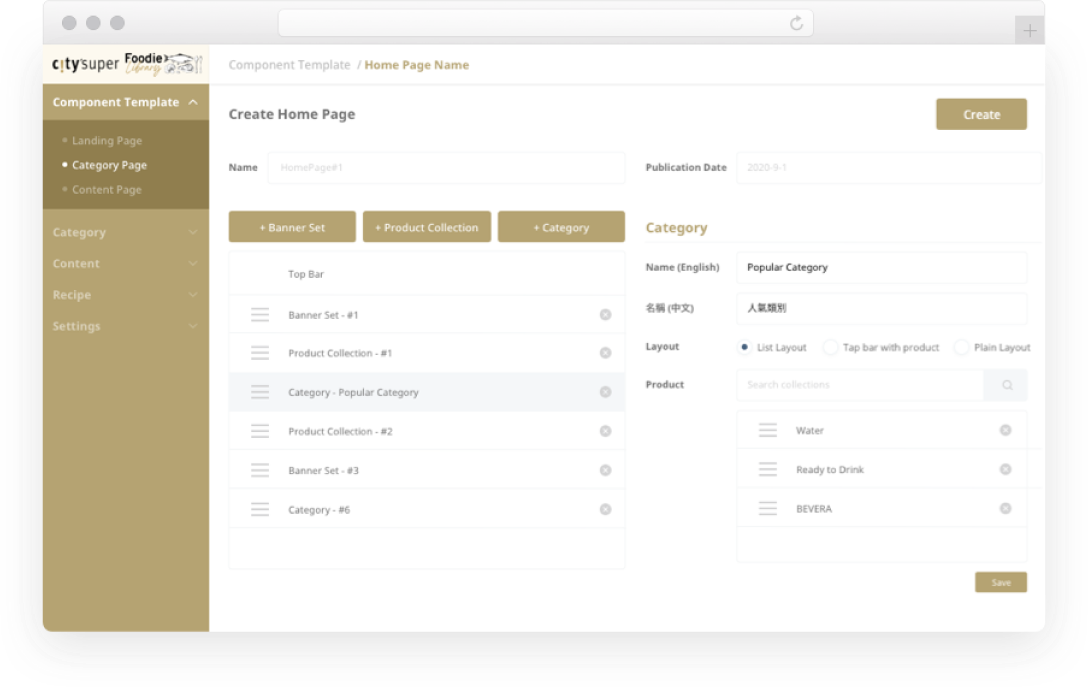 c!ty'super Foodie Library
Component Template / Home Page Name
Component Template
Landing Page
Category Page
Content Page
Category
Content
Recipe
Settings
Create Home Page
Create
Name
HomePage#1
Publication Date
2020-9-1
+ Banner Set
+ Product Collection
+ Category
Top Bar
Banner Set - #1
Product Collection - #1
Category - Popular Category
Product Collection - #2
Banner Set - #3
Category - #6
Category
Name (English)
Popular Category
名稱 (中文)
人氣類別
Layout
List Layout
Tap bar with product
Plain Layout
Product
Search collections
Water
Ready to Drink
BEVERA
Save